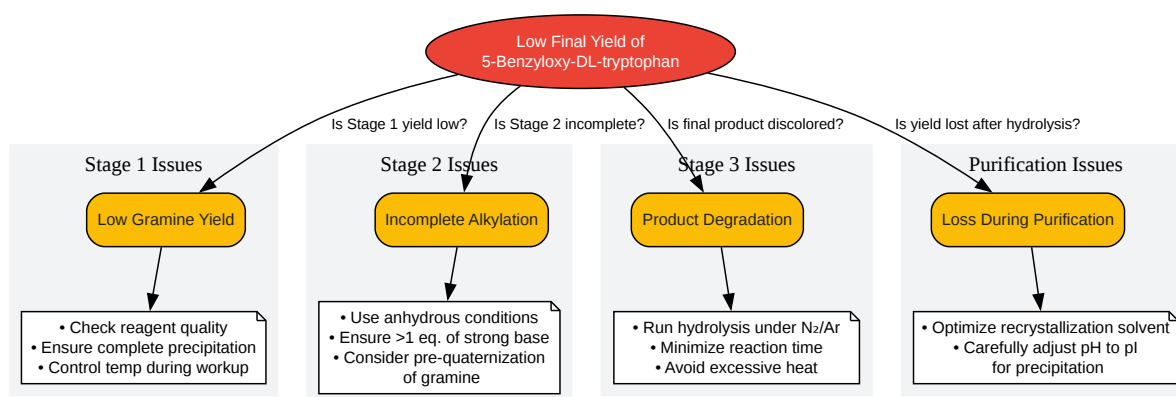 Low Final Yield of
5-Benzyloxy-DL-tryptophan
Is Stage 1 yield low?
Is Stage 2 incomplete?
Is final product discolored?
Is yield lost after hydrolysis?
Stage 1 Issues
Stage 2 Issues
Stage 3 Issues
Purification Issues
Low Gramine Yield
Incomplete Alkylation
Product Degradation
Loss During Purification
• Check reagent quality
• Ensure complete precipitation
• Control temp during workup
• Use anhydrous conditions
• Ensure >1 eq. of strong base
• Consider pre-quaternization
of gramine
• Run hydrolysis under N₂/Ar
• Minimize reaction time
• Avoid excessive heat
• Optimize recrystallization solvent
• Carefully adjust pH to pI
for precipitation